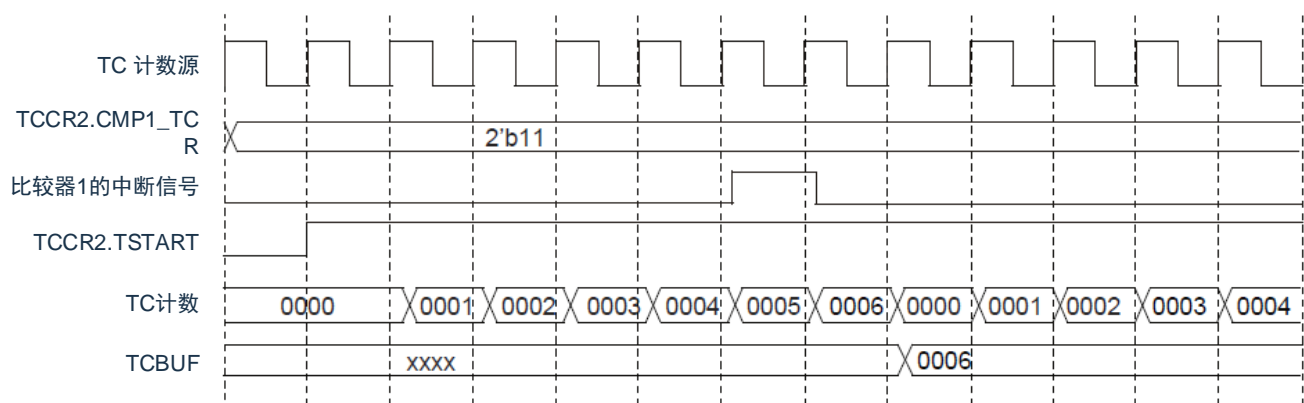 TC 计数源
TCCR2.CMP1_TC
R
2'b11
比较器1的中断信号
TCCR2.TSTART
TC计数
0000 0001 0002 0003 0004 0005 0006 0000 0001 0002 0003 0004
TCBUF
xxxx 0006